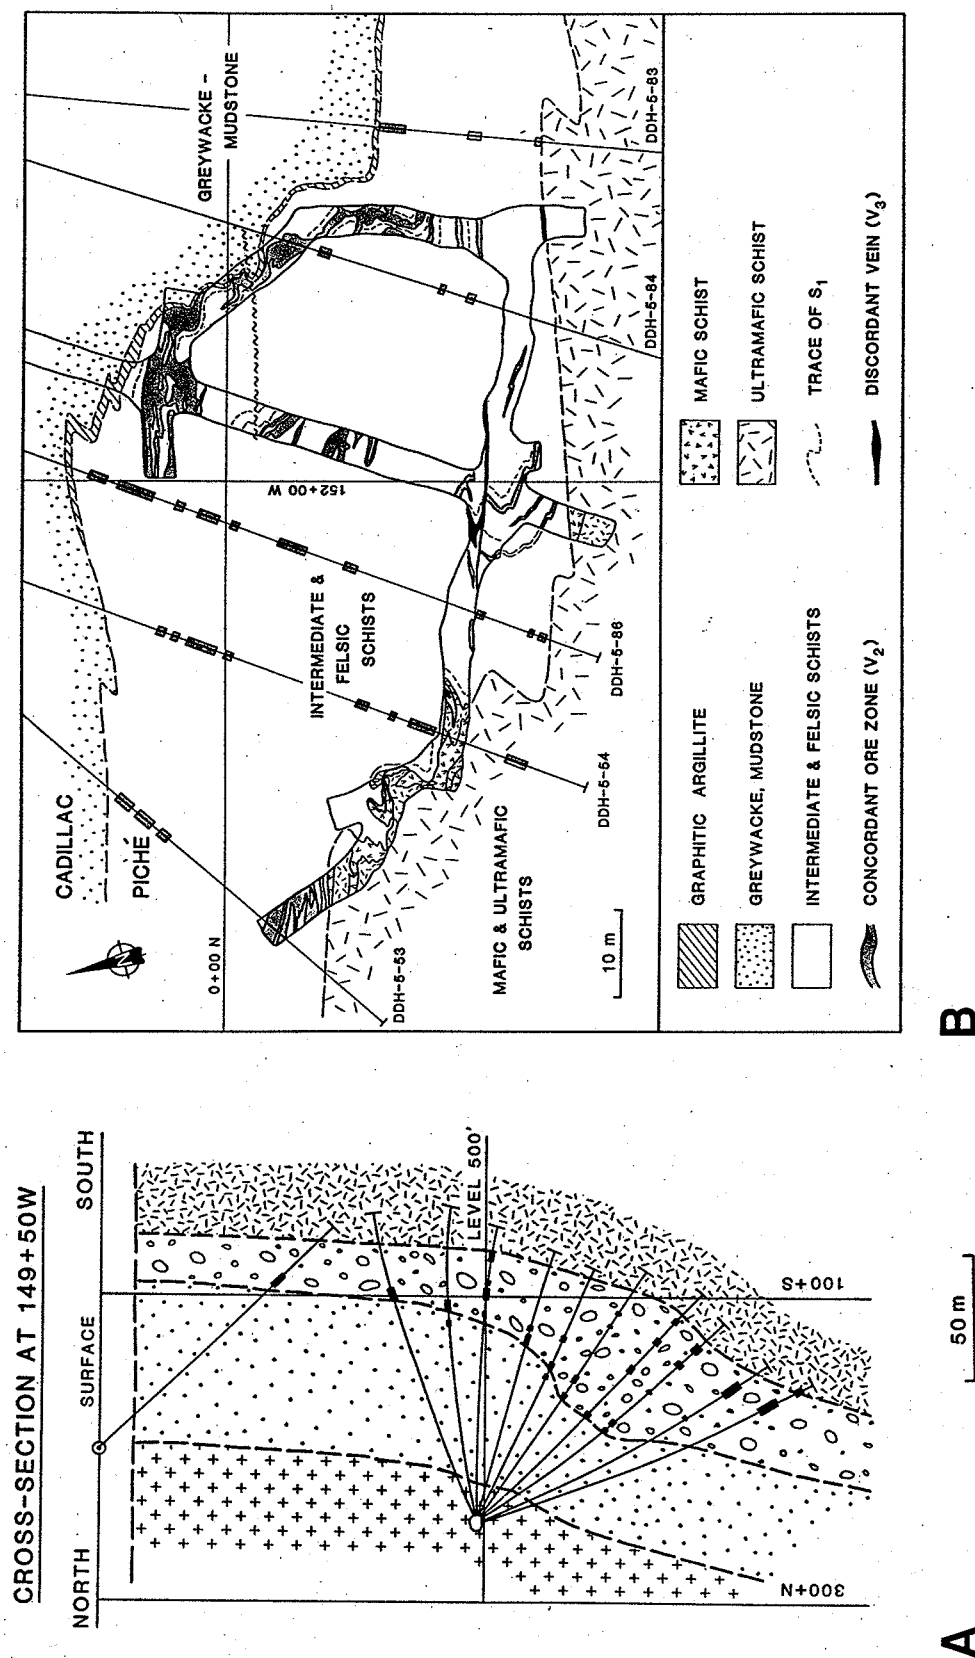 CROSS-SECTION AT 149+50W
NORTH
SURFACE
SOUTH
LEVEL 500'
300+N
100+S
50 m
A
CADILLAC
PICHÉ
GREYWACKE -
MUDSTONE
0+00 N
152+00 W
INTERMEDIATE &
FELSIC
SCHISTS
MAFIC & ULTRAMAFIC
SCHISTS
DDH-5-53
DDH-5-54
DDH-5-86
DDH-5-84
DDH-5-83
N
10 m
GRAPHITIC ARGILLITE
GREYWACKE, MUDSTONE
INTERMEDIATE & FELSIC SCHISTS
CONCORDANT ORE ZONE (V2)
MAFIC SCHIST
ULTRAMAFIC SCHIST
TRACE OF S1
DISCORDANT VEIN (V3)
B